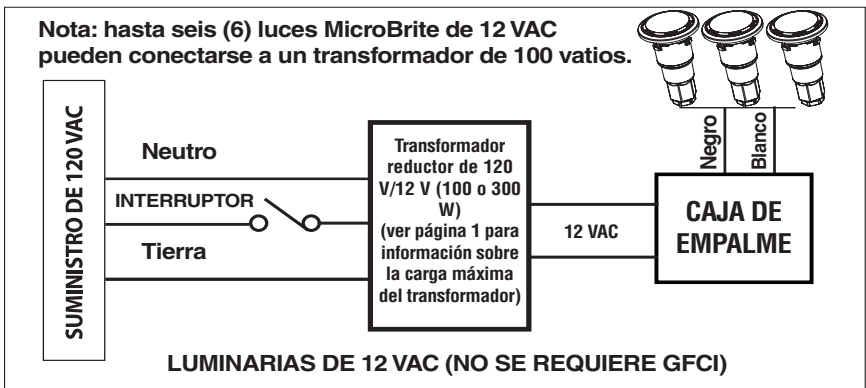 Nota: hasta seis (6) luces MicroBrite de 12 VAC
pueden conectarse a un transformador de 100 vatios.
SUMINISTRO DE 120 VAC
Neutro
INTERRUPTOR
Tierra
Transformador
reductor de 120
V/12 V (100 o 300
W)
(ver página 1 para
información sobre
la carga máxima
del transformador)
12 VAC
Negro
Blanco
CAJA DE
EMPALME
LUMINARIAS DE 12 VAC (NO SE REQUIERE GFCI)